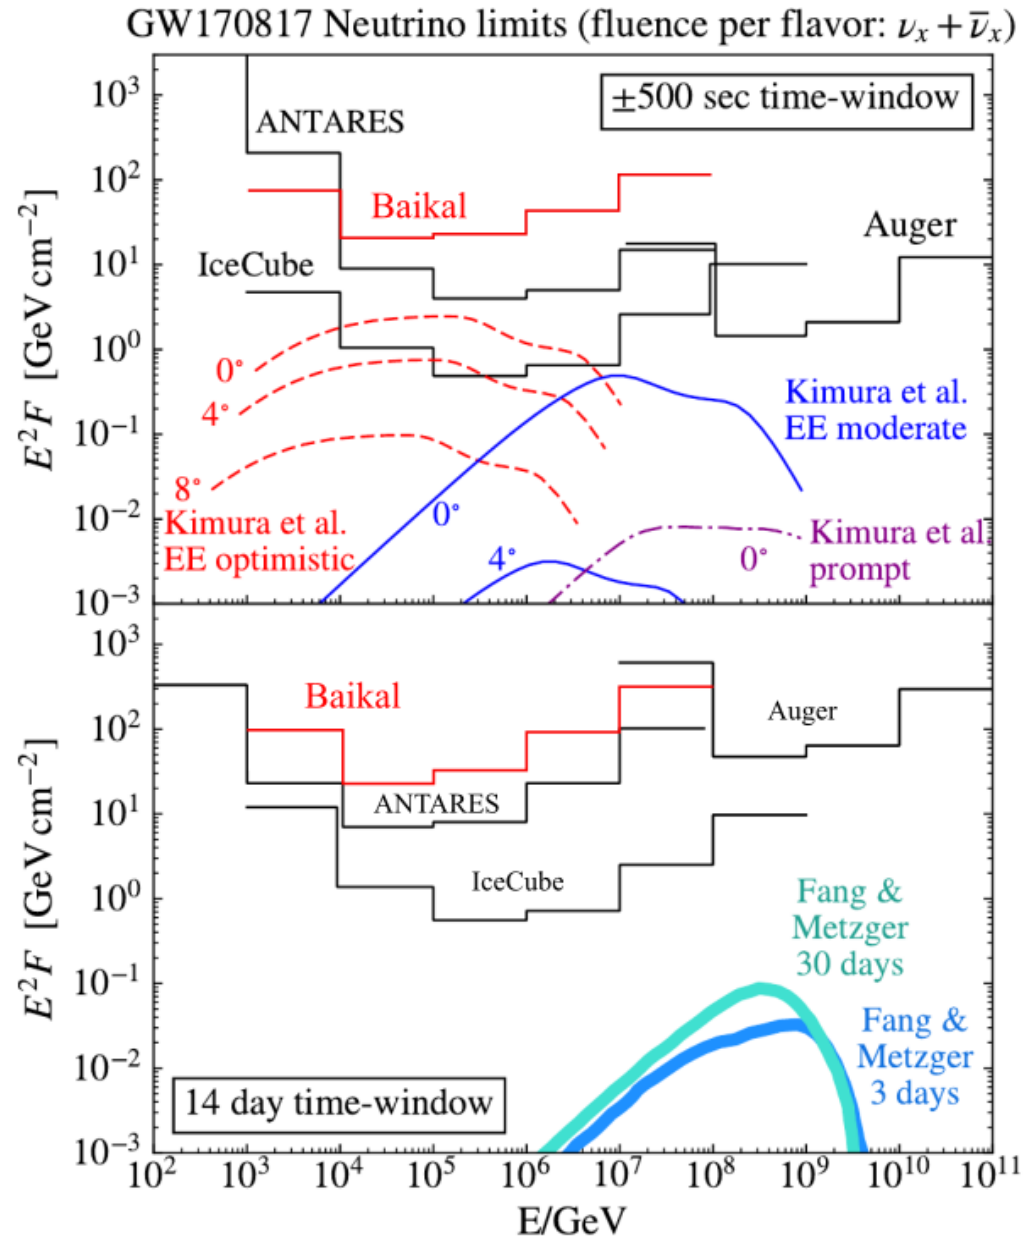 GW170817 Neutrino limits (fluence per flavor: νₓ + ν̄ₓ)
±500 sec time-window
ANTARES
Baikal
Auger
IceCube
0°
4°
8°
Kimura et al.
EE optimistic
Kimura et al.
EE moderate
0°
4°
0°
Kimura et al.
prompt
10³
10²
10¹
10⁰
10⁻¹
10⁻²
10⁻³
E²F [GeV cm⁻²]
Baikal
Auger
ANTARES
IceCube
Fang &
Metzger
30 days
Fang &
Metzger
3 days
14 day time-window
10³
10²
10¹
10⁰
10⁻¹
10⁻²
10⁻³
E²F [GeV cm⁻²]
10² 10³ 10⁴ 10⁵ 10⁶ 10⁷ 10⁸ 10⁹ 10¹⁰ 10¹¹
E/GeV